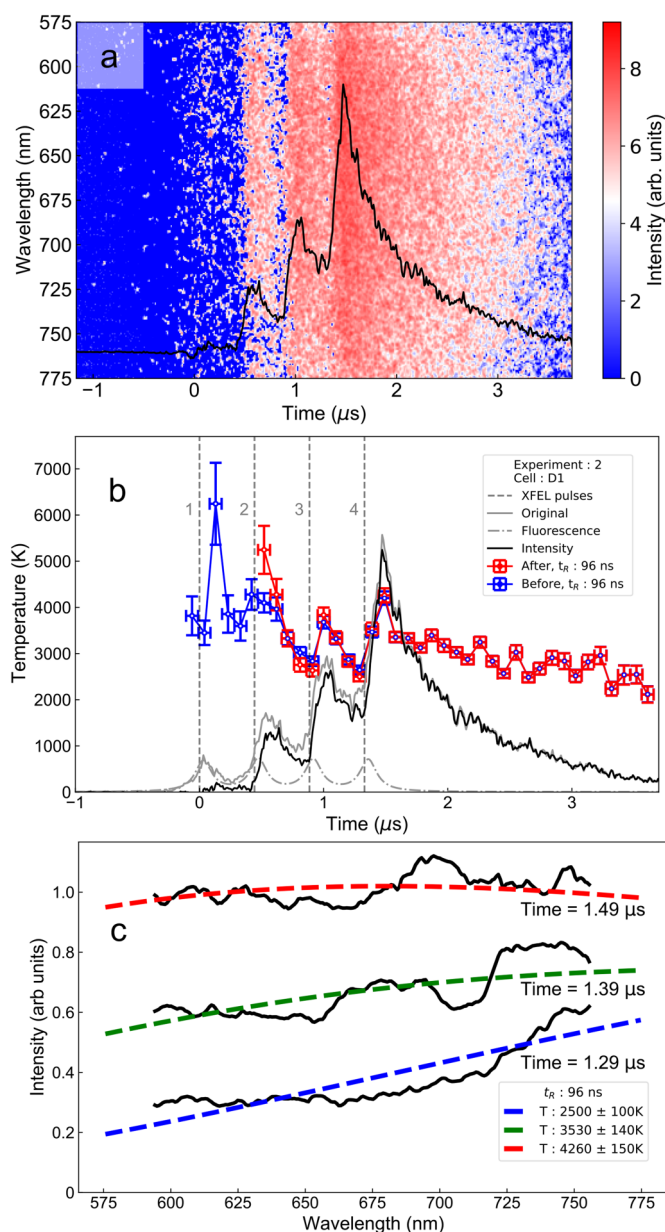 a
575
600
625
650
675
700
725
750
775
Wavelength (nm)
−1
0
1
2
3
Time (μs)
8
6
4
2
0
Intensity (arb. units)
b
7000
6000
5000
4000
3000
2000
1000
0
Temperature (K)
1
2
3
4
Experiment : 2
Cell : D1
XFEL pulses
Original
Fluorescence
Intensity
After, tR : 96 ns
Before, tR : 96 ns
−1
0
1
2
3
Time (μs)
c
1.0
0.8
0.6
0.4
0.2
0
Intensity (arb units)
Time = 1.49 μs
Time = 1.39 μs
Time = 1.29 μs
tR : 96 ns
T : 2500 ± 100K
T : 3530 ± 140K
T : 4260 ± 150K
575
600
625
650
675
700
725
750
775
Wavelength (nm)